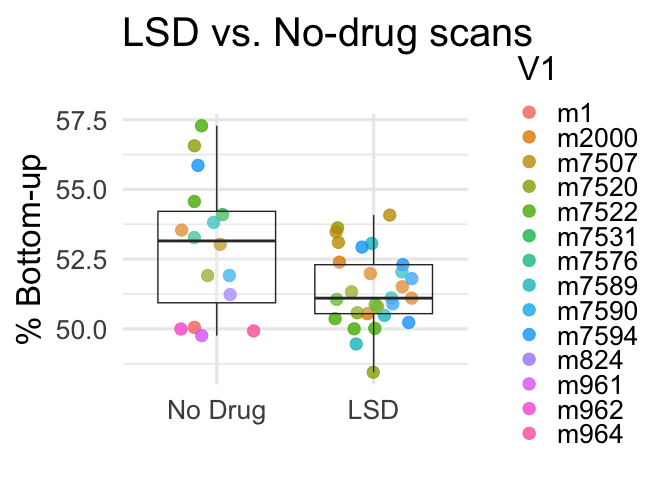 LSD vs. No-drug scans
V1
m1
m2000
m7507
m7520
m7522
m7531
m7576
m7589
m7590
m7594
m824
m961
m962
m964
% Bottom-up
57.5
55.0
52.5
50.0
No Drug
LSD